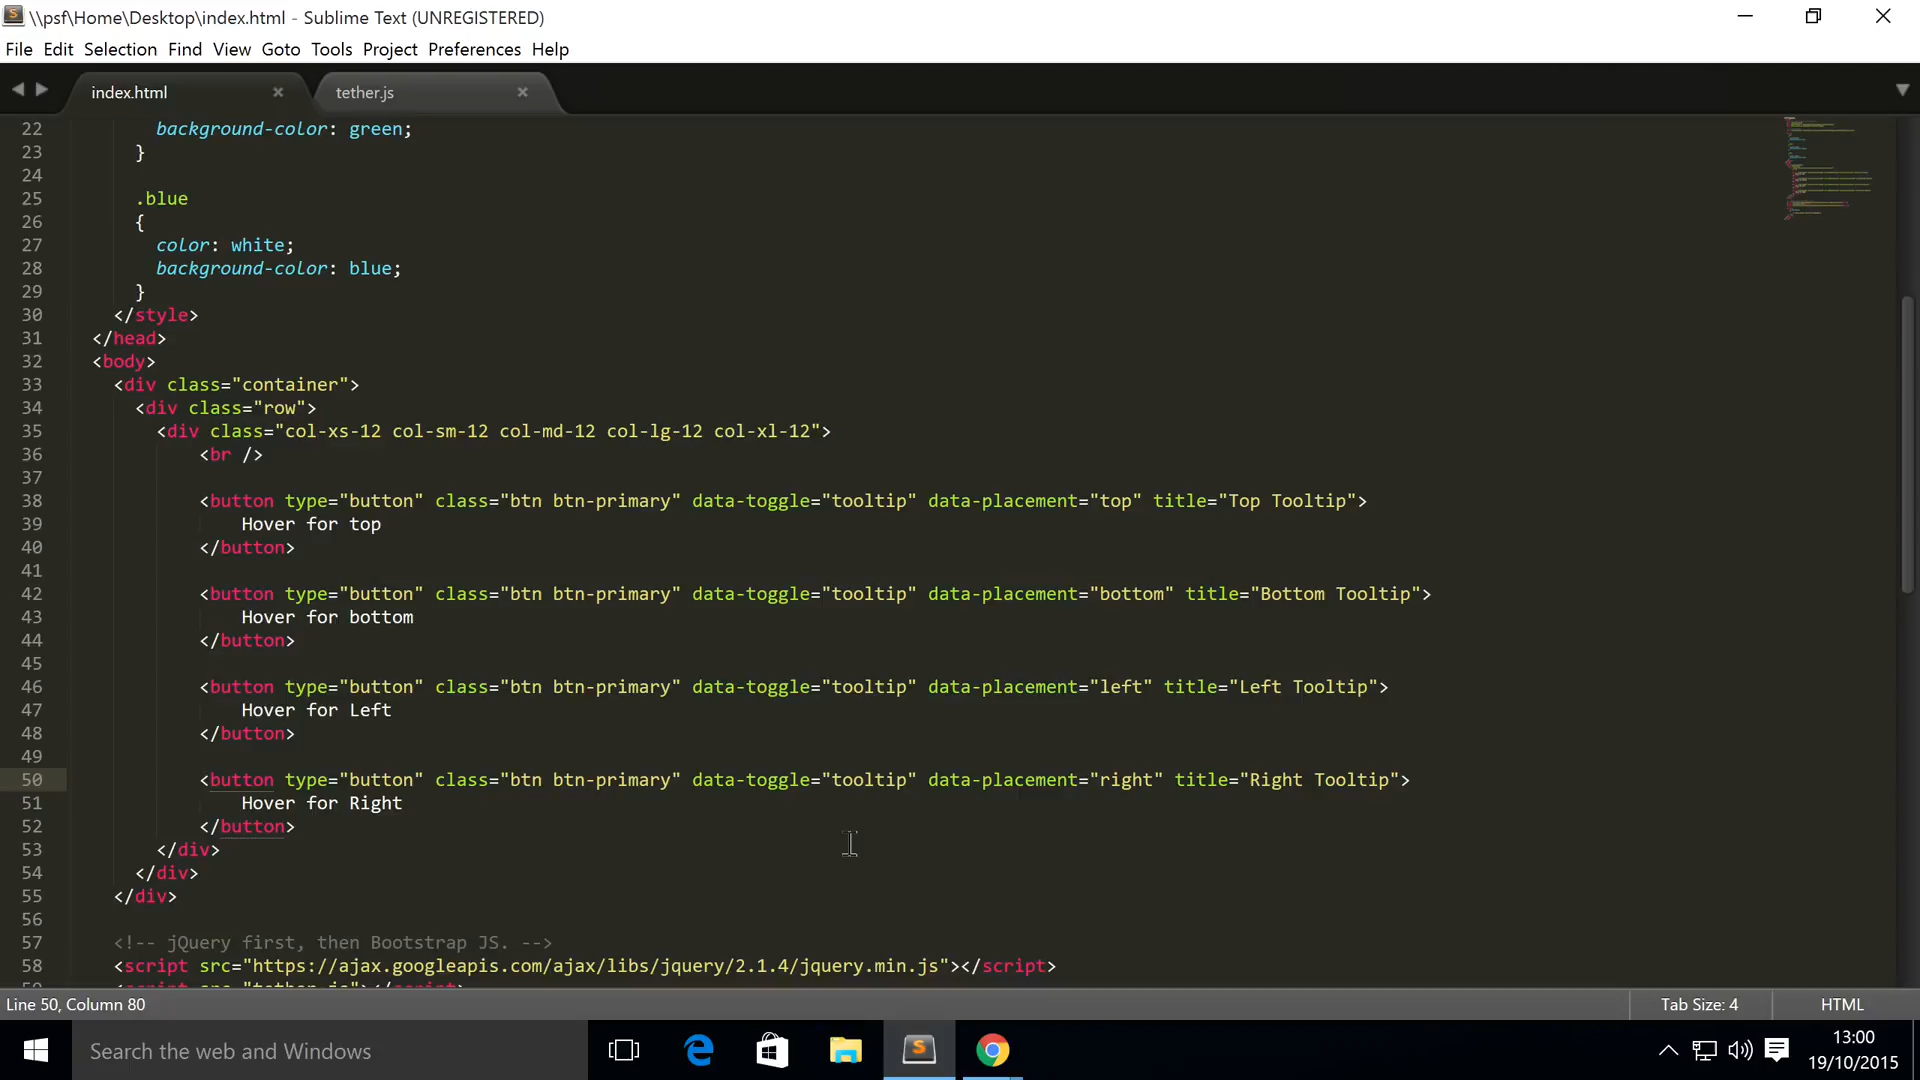 \\psf\Home\Desktop\index.html - Sublime Text (UNREGISTERED)
File Edit Selection Find View Goto Tools Project Preferences Help
index.html
tether.js
22 background-color: green;
23 }
24
25 .blue
26 {
27 color: white;
28 background-color: blue;
29 }
30 </style>
31 </head>
32 <body>
33 <div class="container">
34 <div class="row">
35 <div class="col-xs-12 col-sm-12 col-md-12 col-lg-12 col-xl-12">
36 <br />
37
38 <button type="button" class="btn btn-primary" data-toggle="tooltip" data-placement="top" title="Top Tooltip">
39 Hover for top
40 </button>
41
42 <button type="button" class="btn btn-primary" data-toggle="tooltip" data-placement="bottom" title="Bottom Tooltip">
43 Hover for bottom
44 </button>
45
46 <button type="button" class="btn btn-primary" data-toggle="tooltip" data-placement="left" title="Left Tooltip">
47 Hover for Left
48 </button>
49
50 <button type="button" class="btn btn-primary" data-toggle="tooltip" data-placement="right" title="Right Tooltip">
51 Hover for Right
52 </button>
53 </div>
54 </div>
55 </div>
56
57 <!-- jQuery first, then Bootstrap JS. -->
58 <script src="https://ajax.googleapis.com/ajax/libs/jquery/2.1.4/jquery.min.js"></script>
59 <script src="tether.js"></script>
Line 50, Column 80
Tab Size: 4
HTML
Search the web and Windows
13:00
19/10/2015